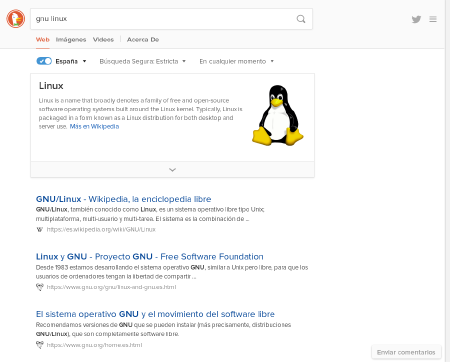 gnu linux
Web Imágenes Vídeos Acerca De
España Búsqueda Segura: Estricta En cualquier momento
Linux
Linux is a name that broadly denotes a family of free and open-source
software operating systems built around the Linux kernel. Typically, Linux is
packaged in a form known as a Linux distribution for both desktop and
server use. Más en Wikipedia
GNU/Linux - Wikipedia, la enciclopedia libre
GNU/Linux, también conocido como Linux, es un sistema operativo libre tipo Unix;
multiplataforma, multi-usuario y multi-tarea. El sistema es la combinación de ...
W https://es.wikipedia.org/wiki/GNU/Linux
Linux y GNU - Proyecto GNU - Free Software Foundation
Desde 1983 estamos desarrollando el sistema operativo GNU, similar a Unix pero libre, para que los
usuarios de ordenadores tengan la libertad de compartir ...
https://www.gnu.org/gnu/linux-and-gnu.es.html
El sistema operativo GNU y el movimiento del software libre
Recomendamos versiones de GNU que se pueden instalar (más precisamente, distribuciones
GNU/Linux), que son completamente software libre.
https://www.gnu.org/home.es.html
Enviar comentarios